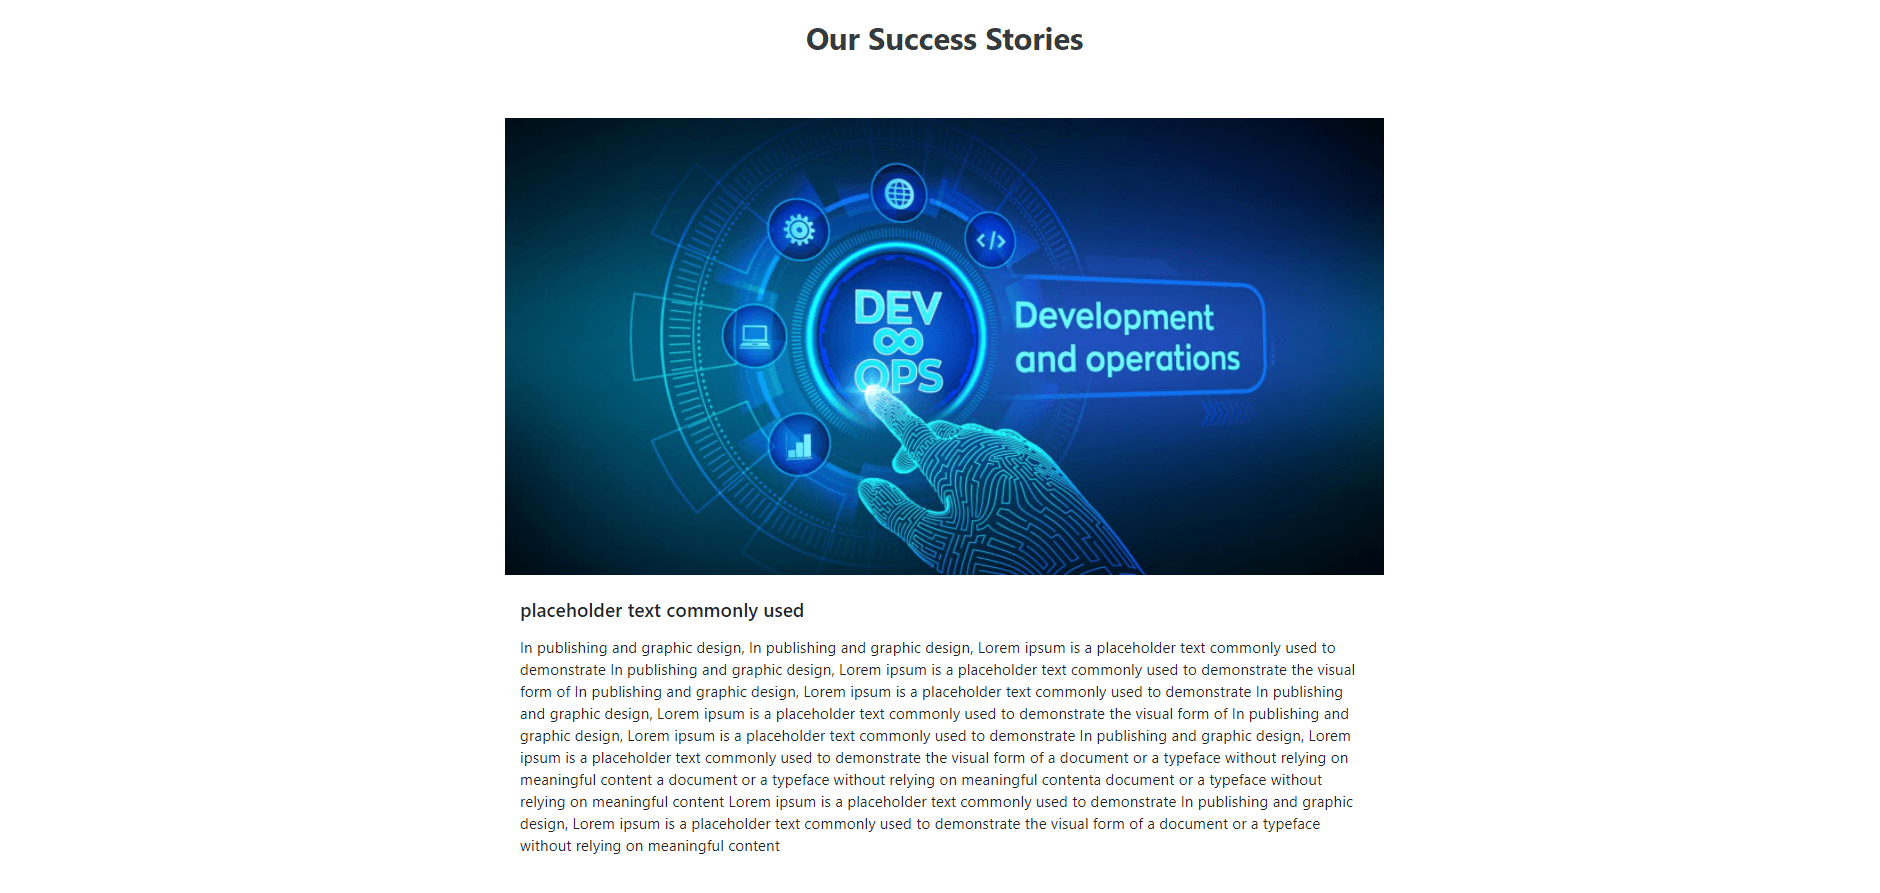 Our Success Stories
DEV
OPS
Development
and operations
placeholder text commonly used
In publishing and graphic design, In publishing and graphic design, Lorem ipsum is a placeholder text commonly used to
demonstrate In publishing and graphic design, Lorem ipsum is a placeholder text commonly used to demonstrate the visual
form of In publishing and graphic design, Lorem ipsum is a placeholder text commonly used to demonstrate In publishing
and graphic design, Lorem ipsum is a placeholder text commonly used to demonstrate the visual form of In publishing and
graphic design, Lorem ipsum is a placeholder text commonly used to demonstrate In publishing and graphic design, Lorem
ipsum is a placeholder text commonly used to demonstrate the visual form of a document or a typeface without relying on
meaningful content a document or a typeface without relying on meaningful contenta document or a typeface without
relying on meaningful content Lorem ipsum is a placeholder text commonly used to demonstrate In publishing and graphic
design, Lorem ipsum is a placeholder text commonly used to demonstrate the visual form of a document or a typeface
without relying on meaningful content